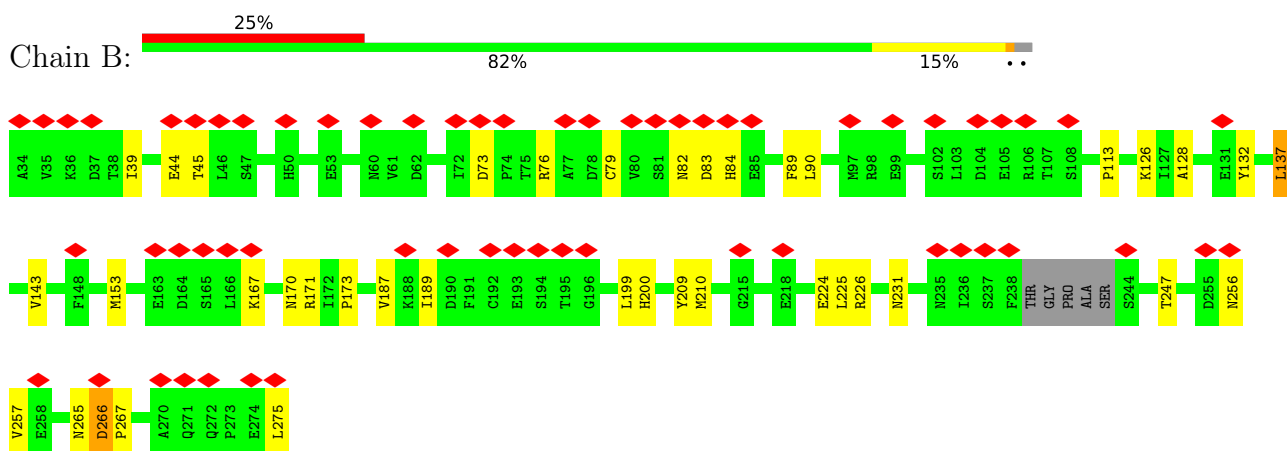 25%
Chain B:
82% 15% • •
A34 V35 K36 D37 T38 I39 E44 T45 L46 S47 H50 E53 N60 V61 D62 I72 D73 P74 T75 R76 A77 D78 C79 V80 S81 N82 D83 H84 E85 F89 L90 M97 R98 E99 S102 L103 D104 E105 R106 T107 S108 P113 K126 I127 A128 E131 Y132 L137
V143 F148 M153 E163 D164 S165 L166 K167 N170 R171 I172 P173 V187 K188 I189 D190 F191 C192 E193 S194 T195 G196 L199 H200 Y209 M210 G215 E218 E224 L225 R226 N231 N235 I236 S237 F238 THR GLY PRO ALA SER S244 T247 D255 N256
V257 E258 N265 D266 P267 A270 Q271 Q272 P273 E274 L275